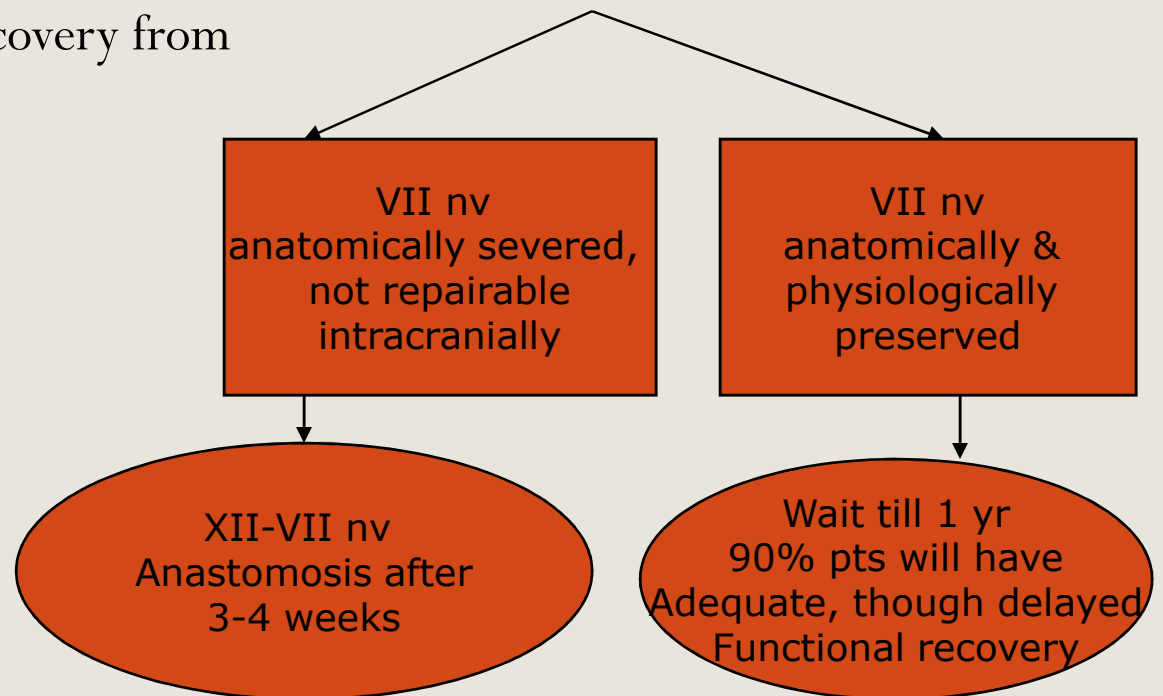 from
VII nv
anatomically severed,
not repairable
intracranially
VII nv
anatomically &
physiologically
preserved
XII-VII nv
Anastomosis after
3-4 weeks
Wait till 1 yr
90% pts will have
Adequate, though delayed
Functional recovery